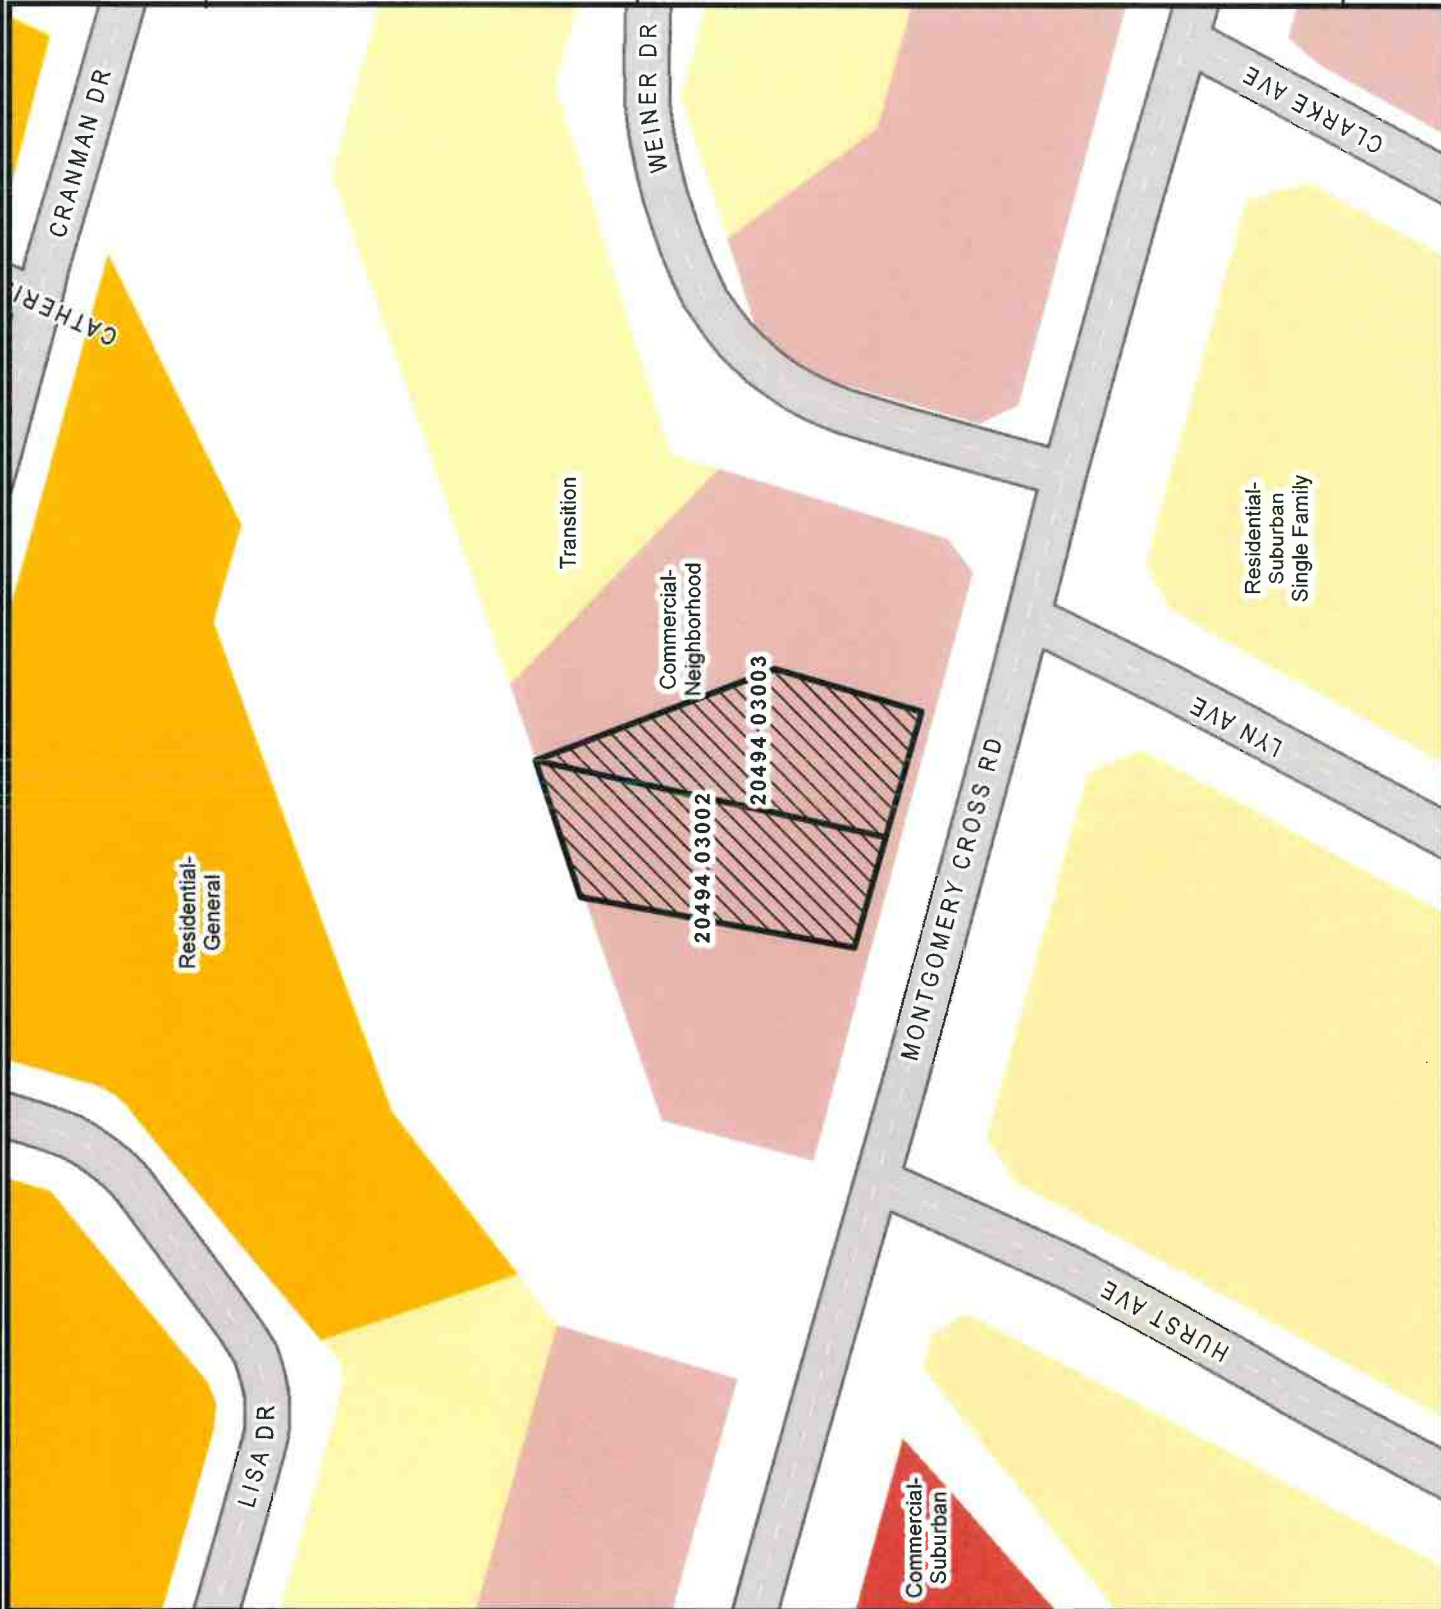 CRANMAN DR
CATHERI
WEINER DR
CLARKE AVE
Transition
Commercial-
Neighborhood
20494 03003
20494 03002
Residential-
Suburban
Single Family
Residential-
General
LYN AVE
MONTGOMERY CROSS RD
HURST AVE
LISA DR
Commercial-
Suburban